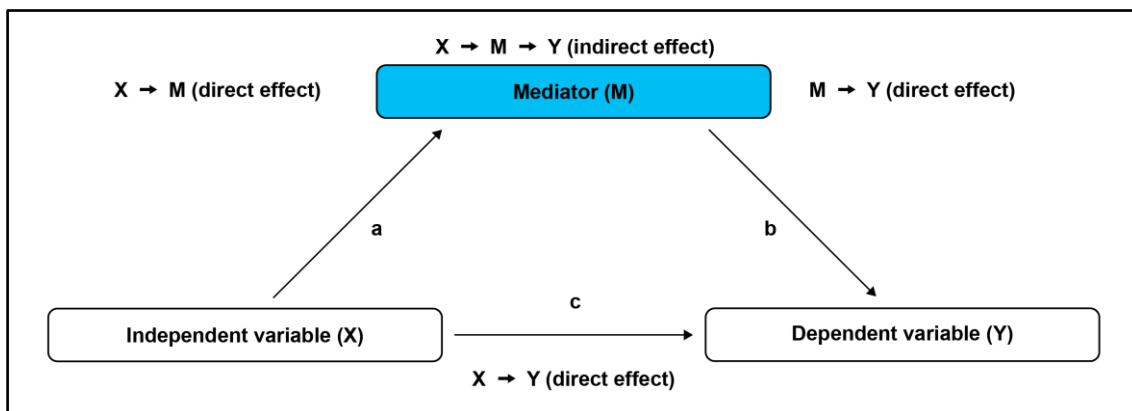 X → M → Y (indirect effect)
X → M (direct effect)
Mediator (M)
M → Y (direct effect)
a
b
c
Independent variable (X)
Dependent variable (Y)
X → Y (direct effect)